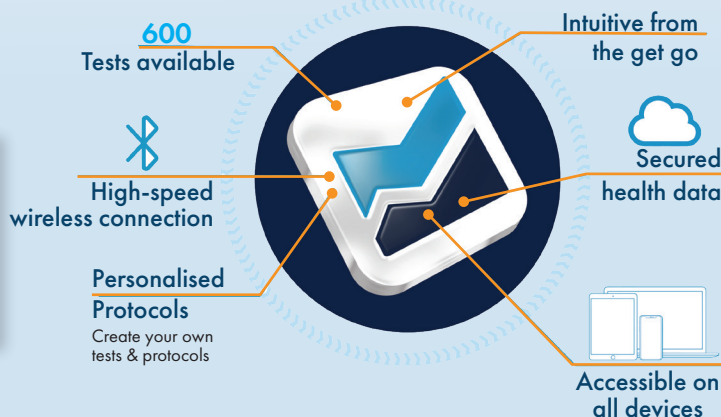 600
Tests available
Intuitive from
the get go
High-speed
wireless connection
Secured
health data
Personalised
Protocols
Create your own
tests & protocols
Accessible on
all devices